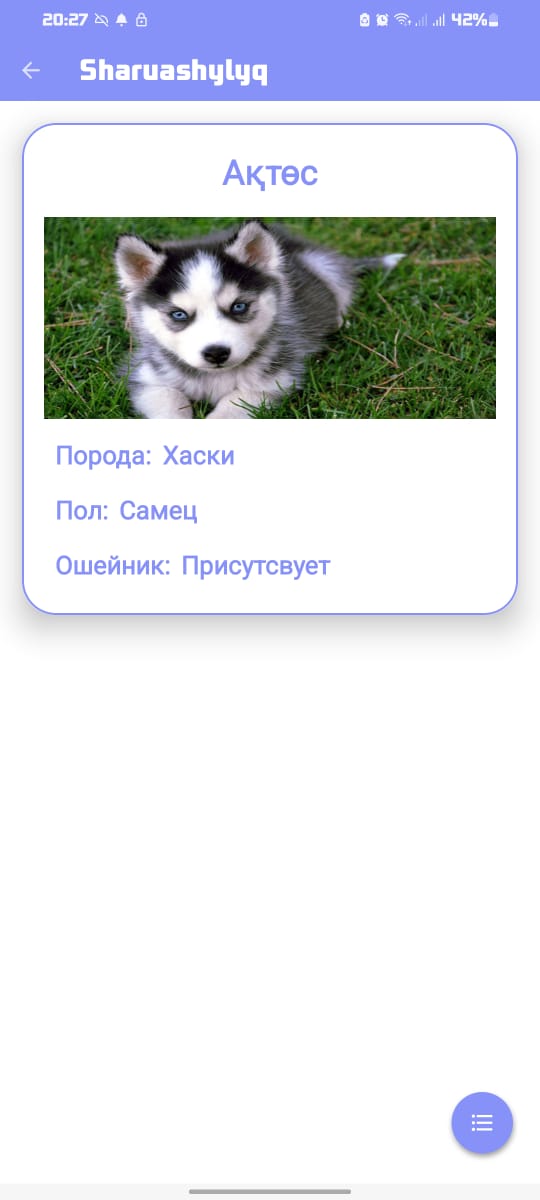 20:27 42%
Sharuashylyq
Ақтөс
Порода: Хаски
Пол: Самец
Ошейник: Присутсвует